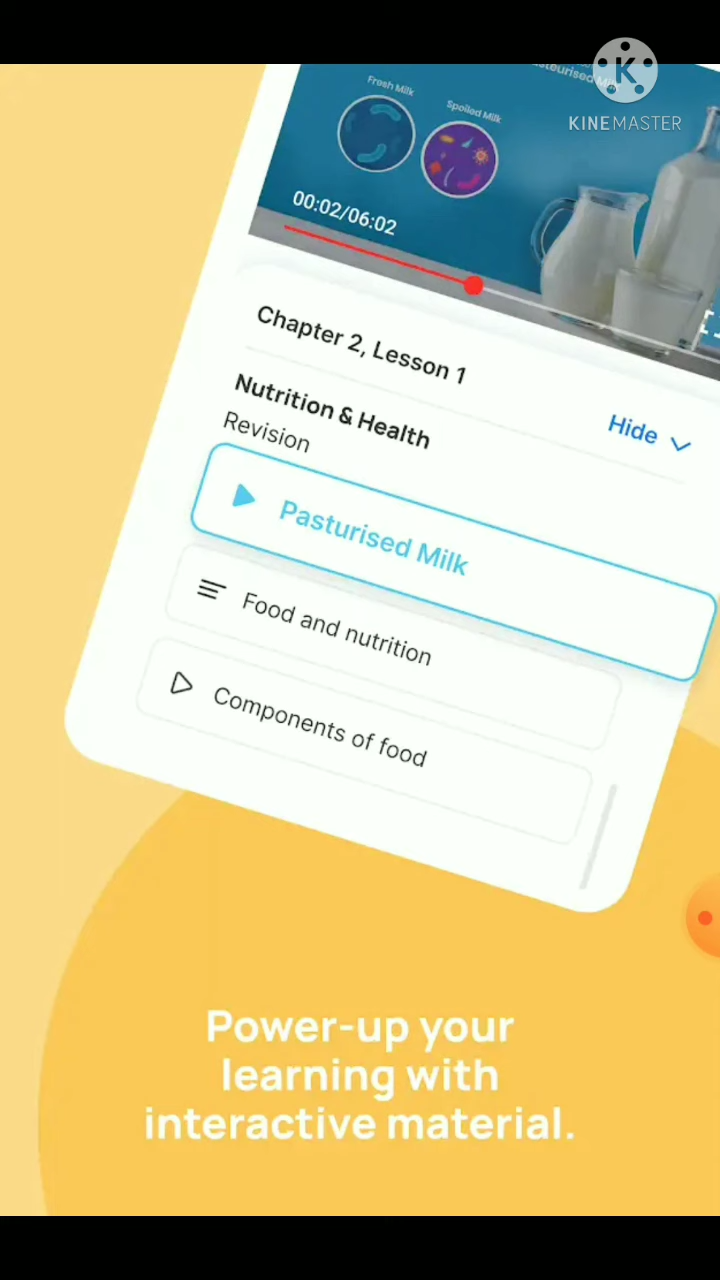 KINEMASTER
Fresh Milk
Spoiled Milk
00:02/06:02
Chapter 2, Lesson 1
Nutrition & Health
Hide
Revision
Pasturised Milk
Food and nutrition
Components of food
Power-up your
learning with
interactive material.